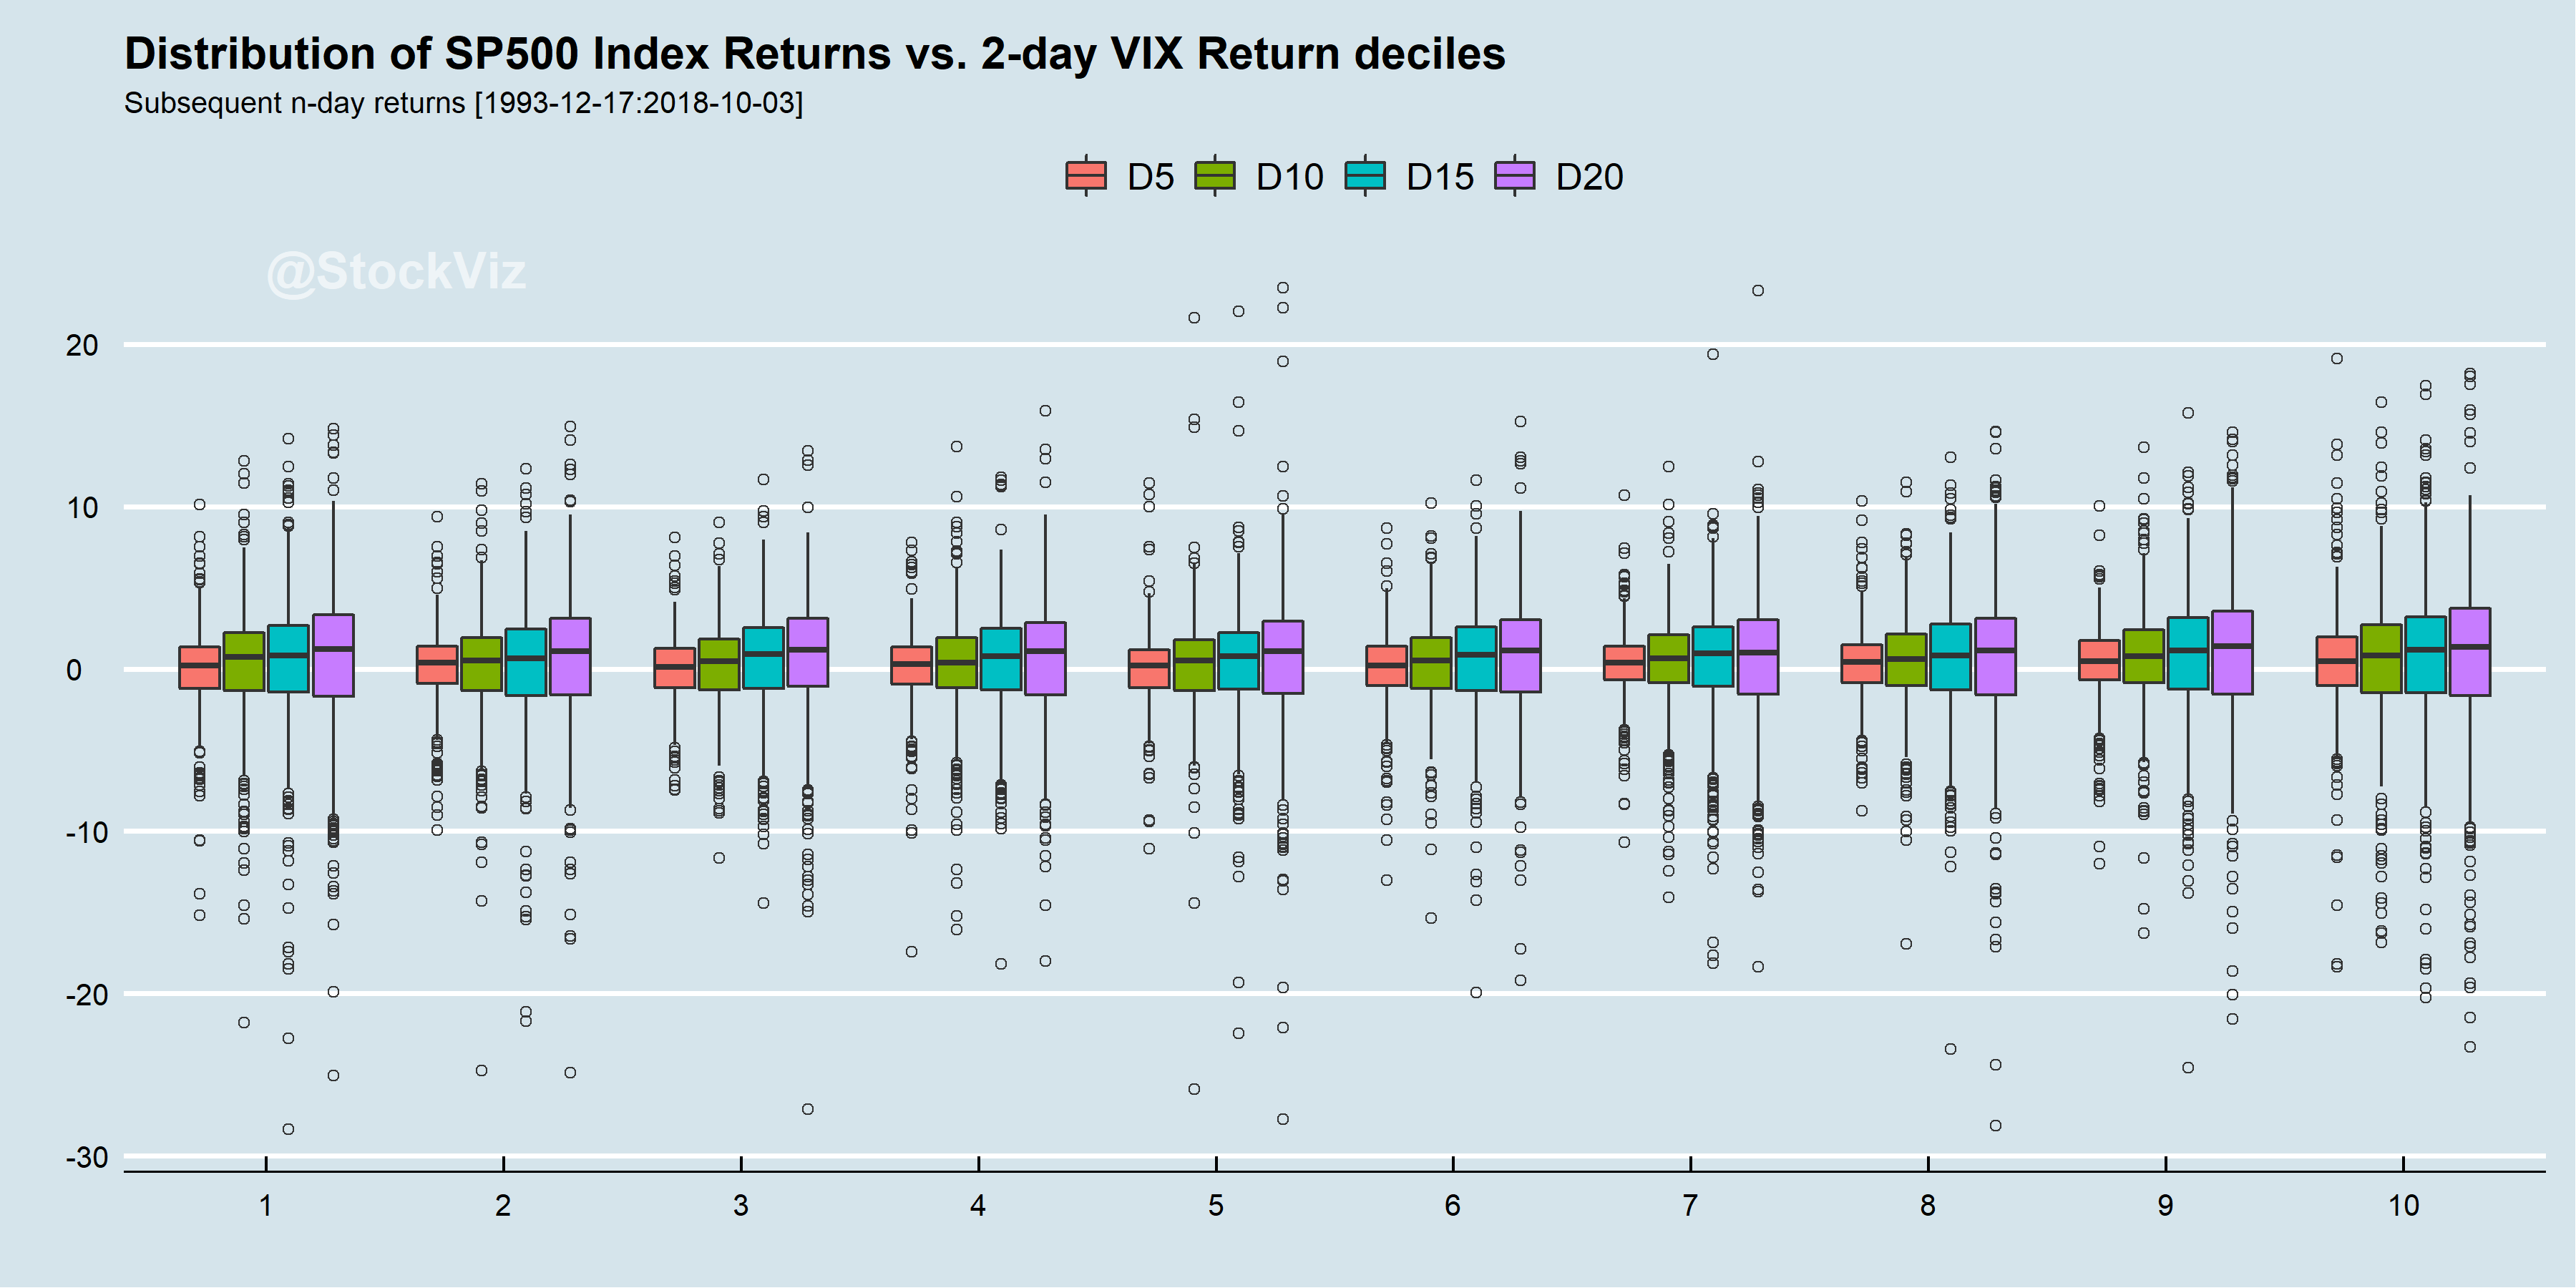 Distribution of SP500 Index Returns vs. 2-day VIX Return deciles
Subsequent n-day returns [1993-12-17:2018-10-03]
D5 D10 D15 D20
@StockViz
20
10
0
-10
-20
-30
1 2 3 4 5 6 7 8 9 10